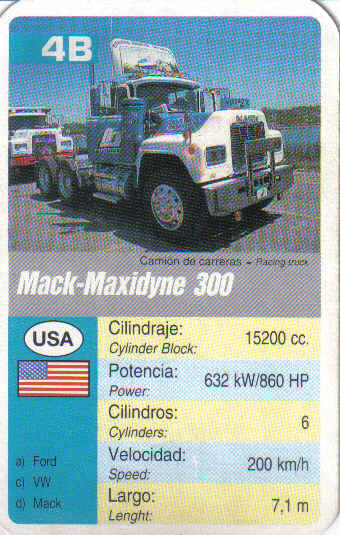 4B
MACK
Camión de carreras – Racing truck
Mack-Maxidyne 300
USA
Cilindraje:
Cylinder Block:
15200 cc.
Potencia:
Power:
632 kW/860 HP
Cilindros:
Cylinders:
6
Velocidad:
Speed:
200 km/h
Largo:
Lenght:
7,1 m
a) Ford
c) VW
d) Mack